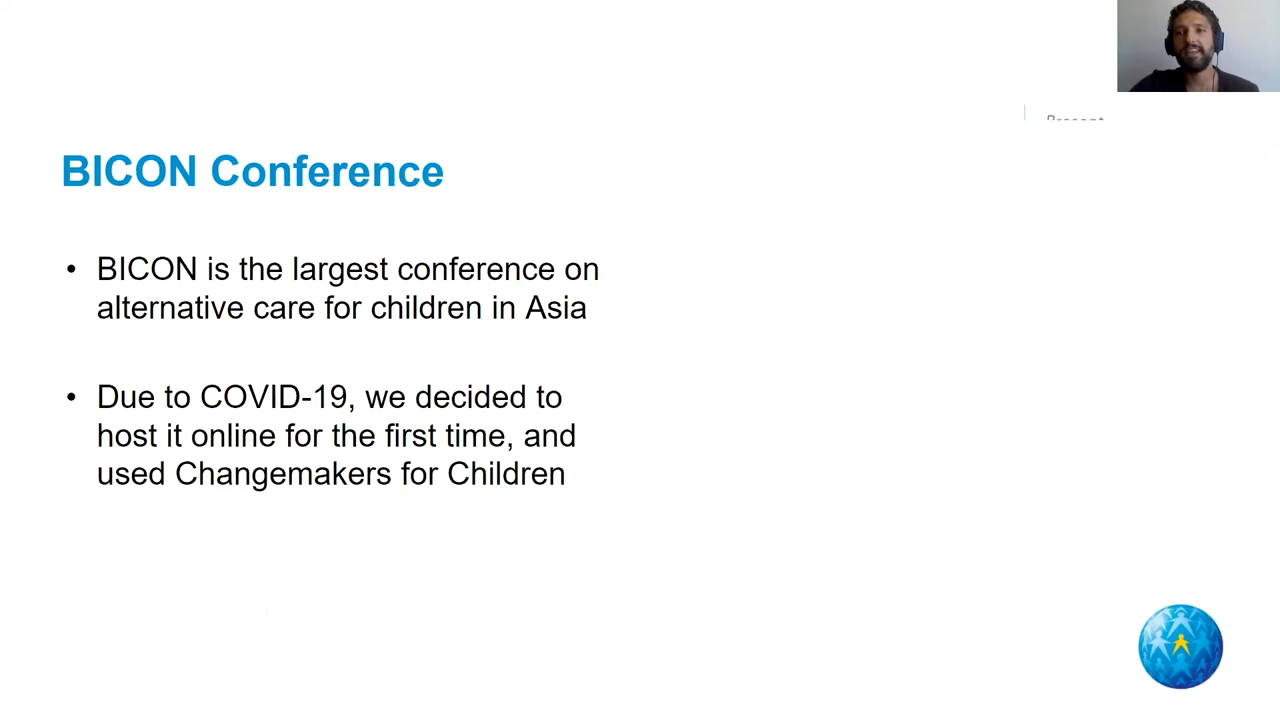 BICON Conference
• BICON is the largest conference on
alternative care for children in Asia
• Due to COVID-19, we decided to
host it online for the first time, and
used Changemakers for Children